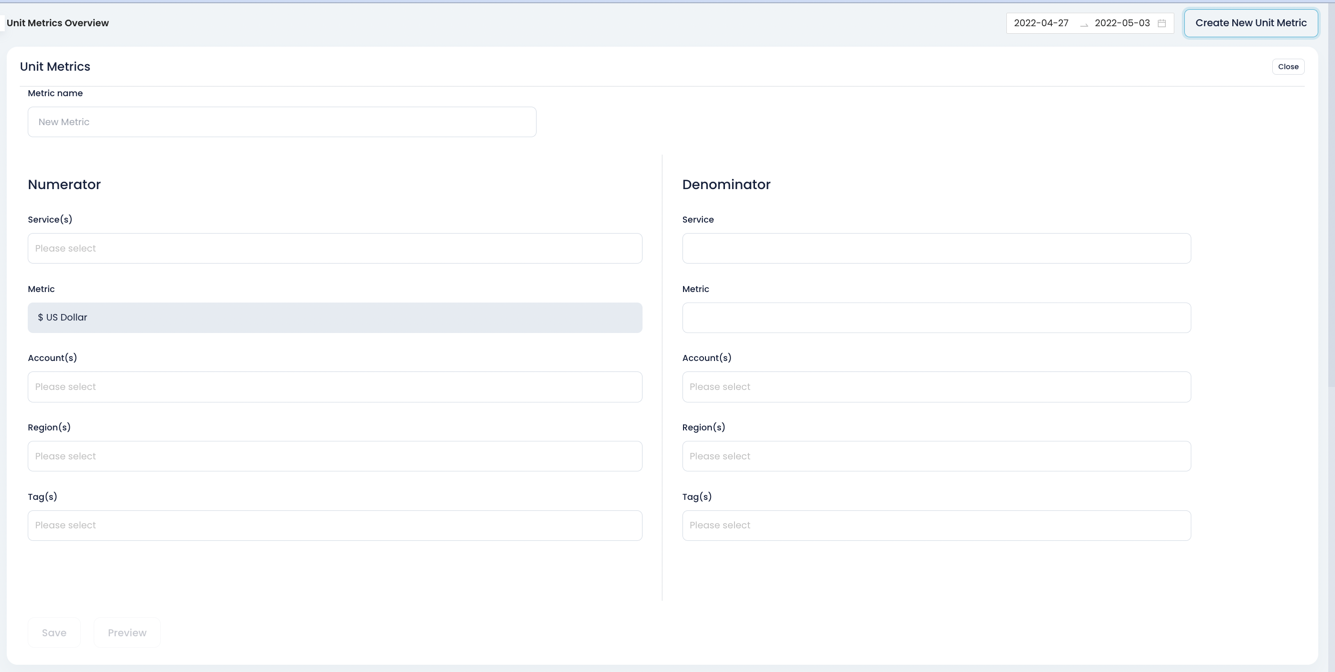 Unit Metrics Overview
2022-04-27 → 2022-05-03
Create New Unit Metric
Unit Metrics
Close
Metric name
New Metric
Numerator
Service(s)
Please select
Metric
$ US Dollar
Account(s)
Please select
Region(s)
Please select
Tag(s)
Please select
Denominator
Service
Metric
Account(s)
Please select
Region(s)
Please select
Tag(s)
Please select
Save
Preview